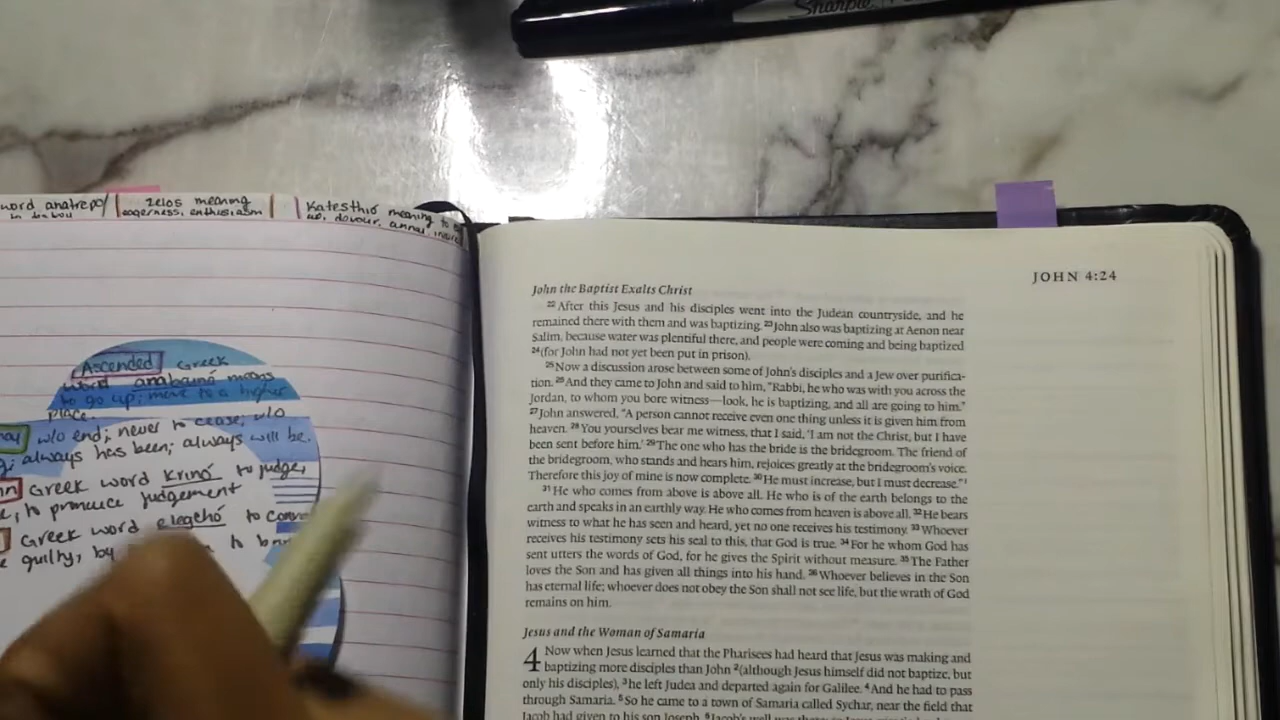 Sharpie
word anatrepo/
zelos meaning
eagerness, enthusiasm
Katesthió meaning to
up, devour, annul, injure
JOHN 4:24
John the Baptist Exalts Christ
22 After this Jesus and his disciples went into the Judean countryside, and he
remained there with them and was baptizing. 23 John also was baptizing at Aenon near
Salim, because water was plentiful there, and people were coming and being baptized
24 (for John had not yet been put in prison).
25 Now a discussion arose between some of John's disciples and a Jew over purifica-
tion. 26 And they came to John and said to him, "Rabbi, he who was with you across the
Jordan, to whom you bore witness—look, he is baptizing, and all are going to him."
27 John answered, "A person cannot receive even one thing unless it is given him from
heaven. 28 You yourselves bear me witness, that I said, 'I am not the Christ, but I have
been sent before him.' 29 The one who has the bride is the bridegroom. The friend of
the bridegroom, who stands and hears him, rejoices greatly at the bridegroom's voice.
Therefore this joy of mine is now complete. 30 He must increase, but I must decrease."
31 He who comes from above is above all. He who is of the earth belongs to the
earth and speaks in an earthly way. He who comes from heaven is above all. 32 He bears
witness to what he has seen and heard, yet no one receives his testimony. 33 Whoever
receives his testimony sets his seal to this, that God is true. 34 For he whom God has
sent utters the words of God, for he gives the Spirit without measure. 35 The Father
loves the Son and has given all things into his hand. 36 Whoever believes in the Son
has eternal life; whoever does not obey the Son shall not see life, but the wrath of God
remains on him.
Jesus and the Woman of Samaria
4 Now when Jesus learned that the Pharisees had heard that Jesus was making and
baptizing more disciples than John 2 (although Jesus himself did not baptize, but
only his disciples), 3 he left Judea and departed again for Galilee. 4 And he had to pass
through Samaria. 5 So he came to a town of Samaria called Sychar, near the field that
Jacob had given to his son Joseph. 6 Jacob's well was there;
Ascended Greek
word anabainó means
to go up; move to a higher
place.
w/o end; never to cease; w/o
always has been; always will be.
Greek word krinó to judge,
to pronounce judgement
Greek word elegchó to
guilty, by